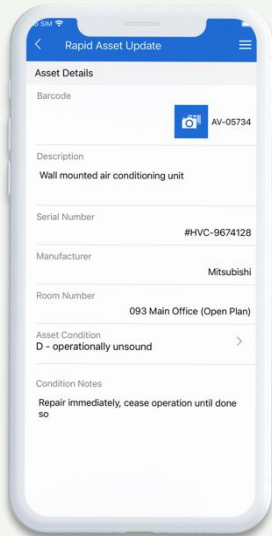 o SIM
Rapid Asset Update
Asset Details
Barcode
AV-05734
Description
Wall mounted air conditioning unit
Serial Number
#HVC-9674128
Manufacturer
Mitsubishi
Room Number
093 Main Office (Open Plan)
Asset Condition
D - operationally unsound
Condition Notes
Repair immediately, cease operation until done
so